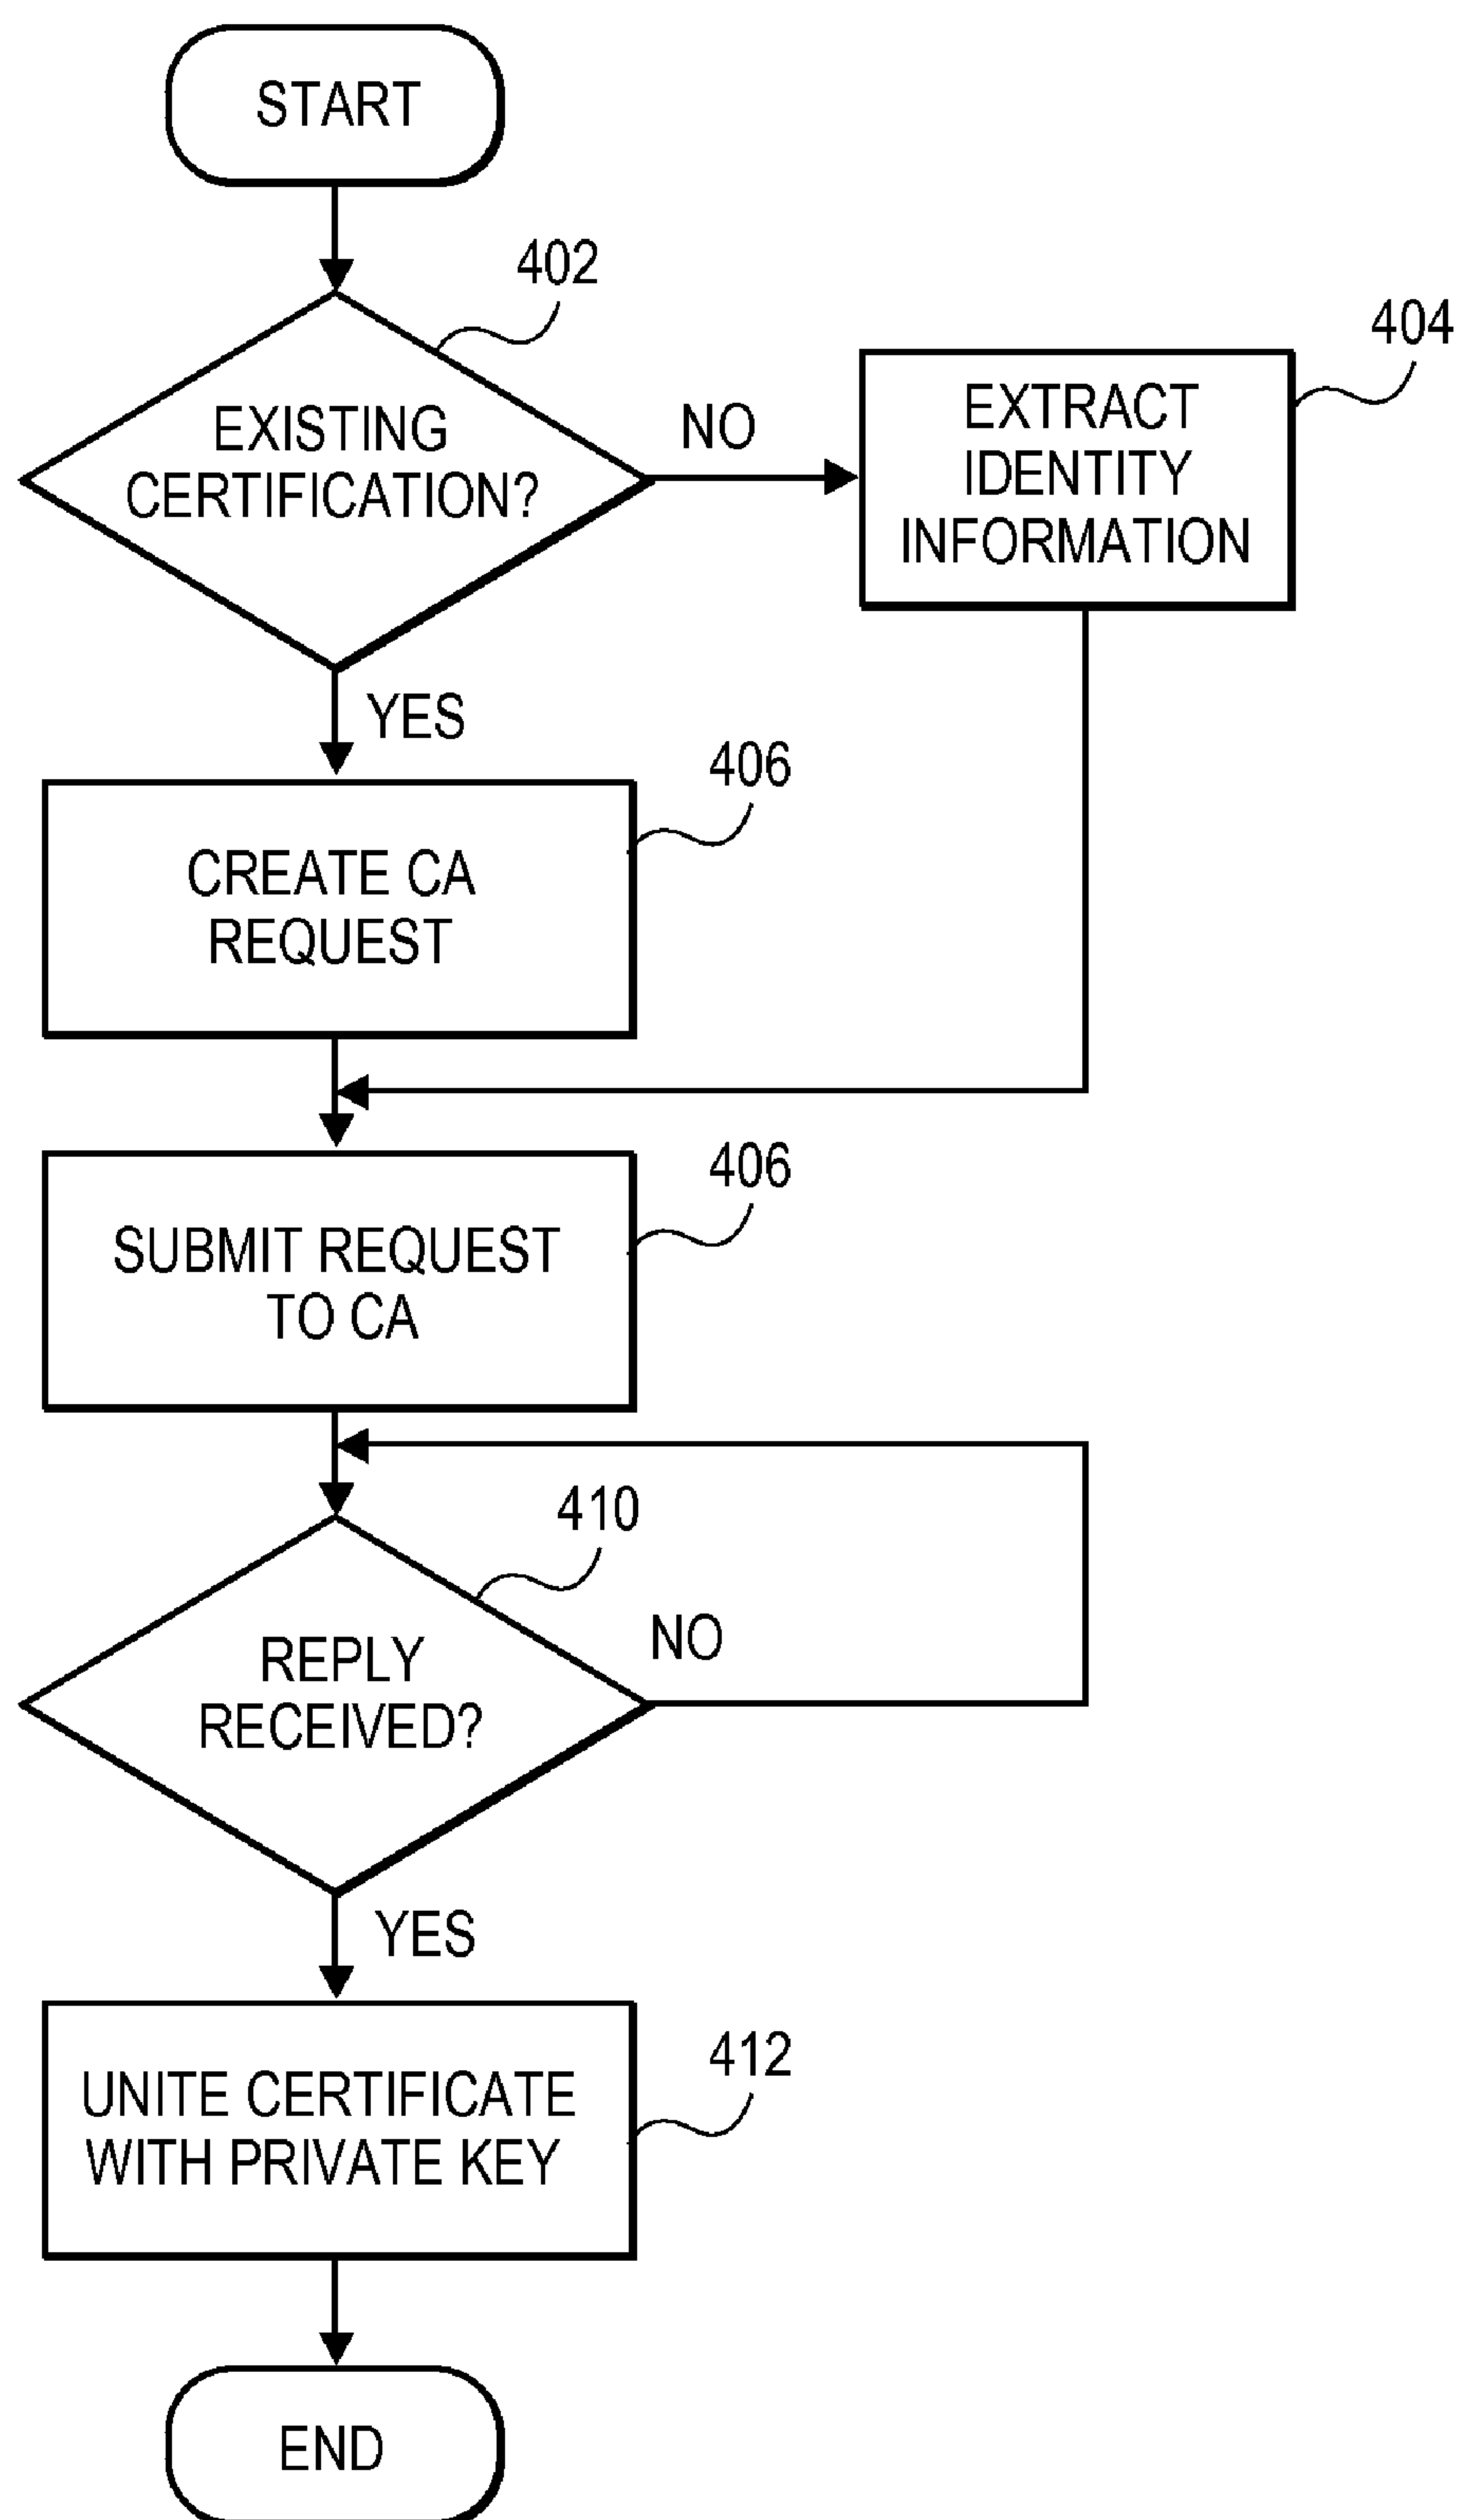 START
402
404
EXISTING
CERTIFICATION?
NO
EXTRACT
IDENTITY
INFORMATION
YES
406
CREATE CA
REQUEST
406
SUBMIT REQUEST
TO CA
410
REPLY
RECEIVED?
NO
YES
412
UNITE CERTIFICATE
WITH PRIVATE KEY
END